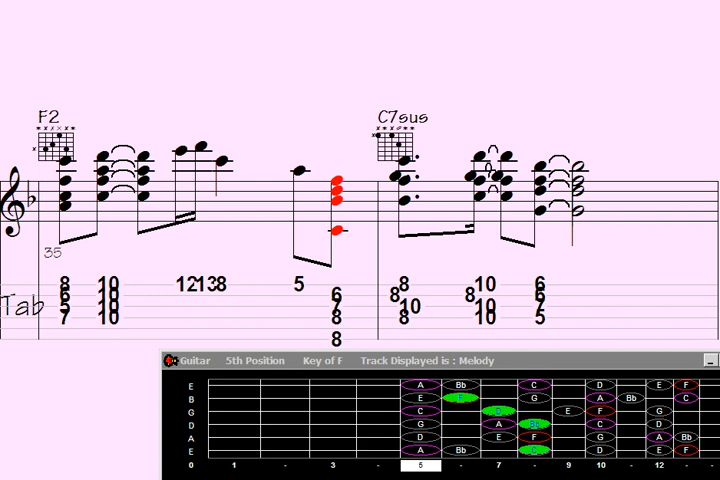 F2 C7sus
35
8 10 12 13 8 5 8 10 6
6 10 6 8 8 6
Tab 5 10 7 10 10 7
7 10 8 8 10 5
8
Guitar 5th Position Key of F Track Displayed is : Melody
E A Bb C D E F
B E F G A Bb C
G C D E F G
D G A Bb C D
A D E F G A Bb
E A Bb C D E F
0 1 - 3 - 5 - 7 - 9 10 - 12 - -